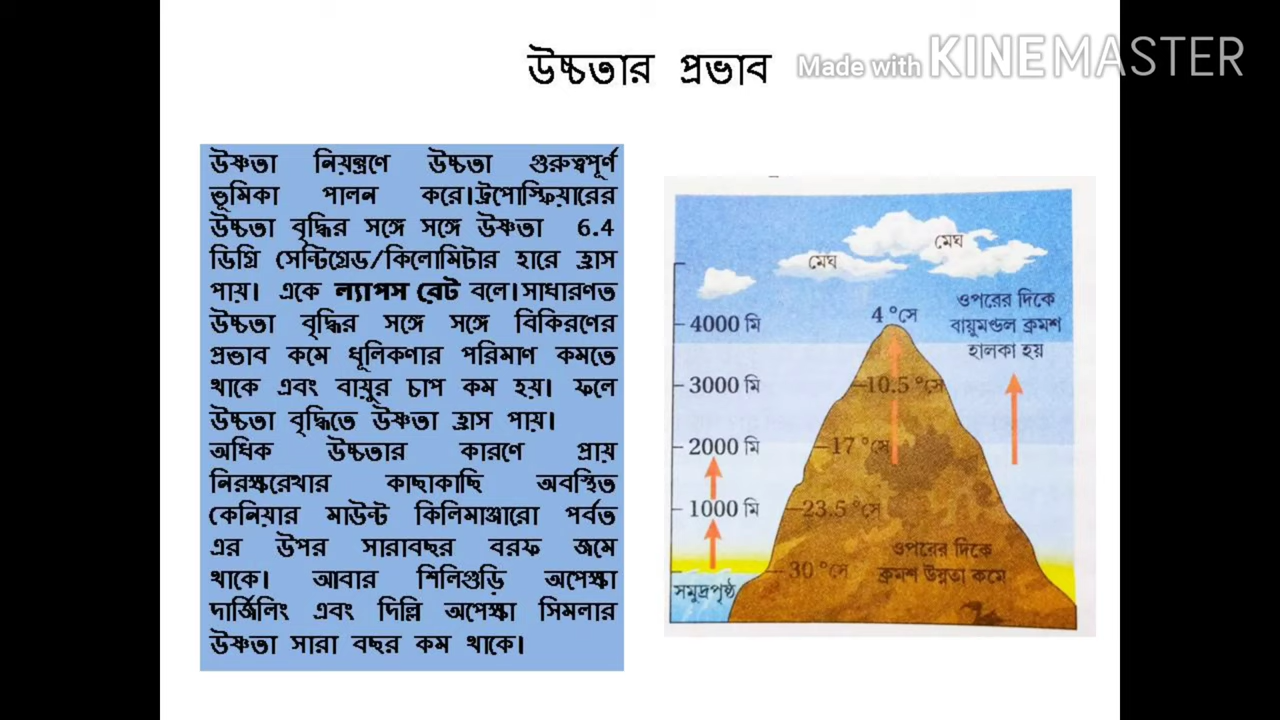 উচ্চতার প্রভাব
Made with KINEMASTER
উষ্ণতা নিয়ন্ত্রণে উচ্চতা গুরুত্বপূর্ণ
ভূমিকা পালন করে।ট্রপোস্ফিয়ারের
উচ্চতা বৃদ্ধির সঙ্গে সঙ্গে উষ্ণতা 6.4
ডিগ্রি সেন্টিগ্রেড/কিলোমিটার হারে হ্রাস
পায়। একে ল্যাপস রেট বলে।সাধারণত
উচ্চতা বৃদ্ধির সঙ্গে সঙ্গে বিকিরণের
প্রভাব কমে ধূলিকণার পরিমাণ কমতে
থাকে এবং বায়ুর চাপ কম হয়। ফলে
উচ্চতা বৃদ্ধিতে উষ্ণতা হ্রাস পায়।
অধিক উচ্চতার কারণে প্রায়
নিরক্ষরেখার কাছাকাছি অবস্থিত
কেনিয়ার মাউন্ট কিলিমাঞ্জারো পর্বত
এর উপর সারাবছর বরফ জমে
থাকে। আবার শিলিগুড়ি অপেক্ষা
দার্জিলিং এবং দিল্লি অপেক্ষা সিমলার
উষ্ণতা সারা বছর কম থাকে।
মেঘ
মেঘ
ওপরের দিকে
বায়ুমণ্ডল ক্রমশ
হালকা হয়
4000 মি
4 °সে
3000 মি
10.5 °সে
2000 মি
17 °সে
1000 মি
23.5 °সে
30 °সে
সমুদ্রপৃষ্ঠ
ওপরের দিকে
ক্রমশ উষ্ণতা কমে